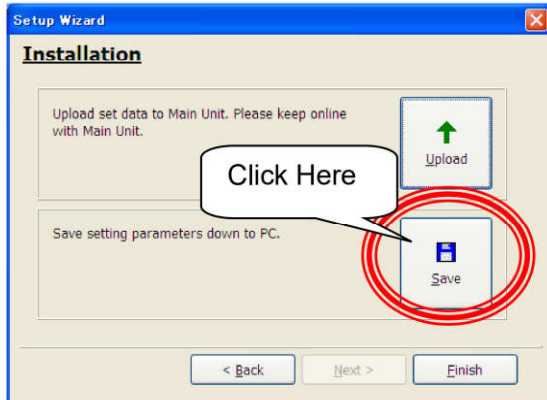 Setup Wizard
Installation
Upload set data to Main Unit. Please keep online
with Main Unit.
Upload
Click Here
Save setting parameters down to PC.
Save
< Back
Next >
Finish